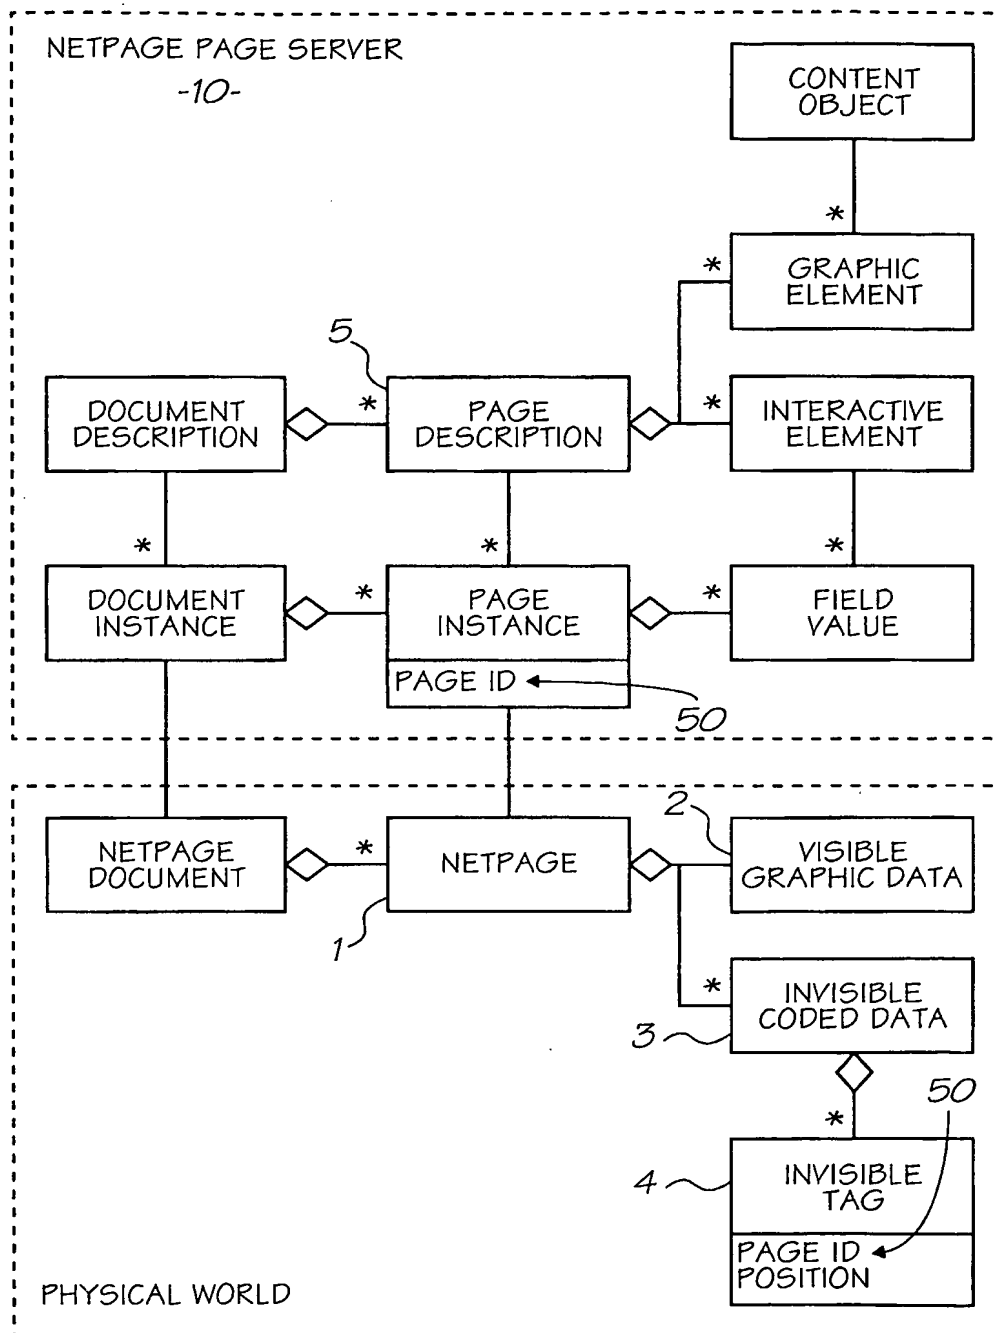 NETPAGE PAGE SERVER
-10-
CONTENT
OBJECT
*
*
GRAPHIC
ELEMENT
5
DOCUMENT
DESCRIPTION
*
PAGE
DESCRIPTION
*
INTERACTIVE
ELEMENT
*
*
*
DOCUMENT
INSTANCE
*
PAGE
INSTANCE
*
FIELD
VALUE
PAGE ID
50
NETPAGE
DOCUMENT
*
NETPAGE
1
2
VISIBLE
GRAPHIC DATA
*
INVISIBLE
CODED DATA
3
*
50
4
INVISIBLE
TAG
PAGE ID
POSITION
PHYSICAL WORLD